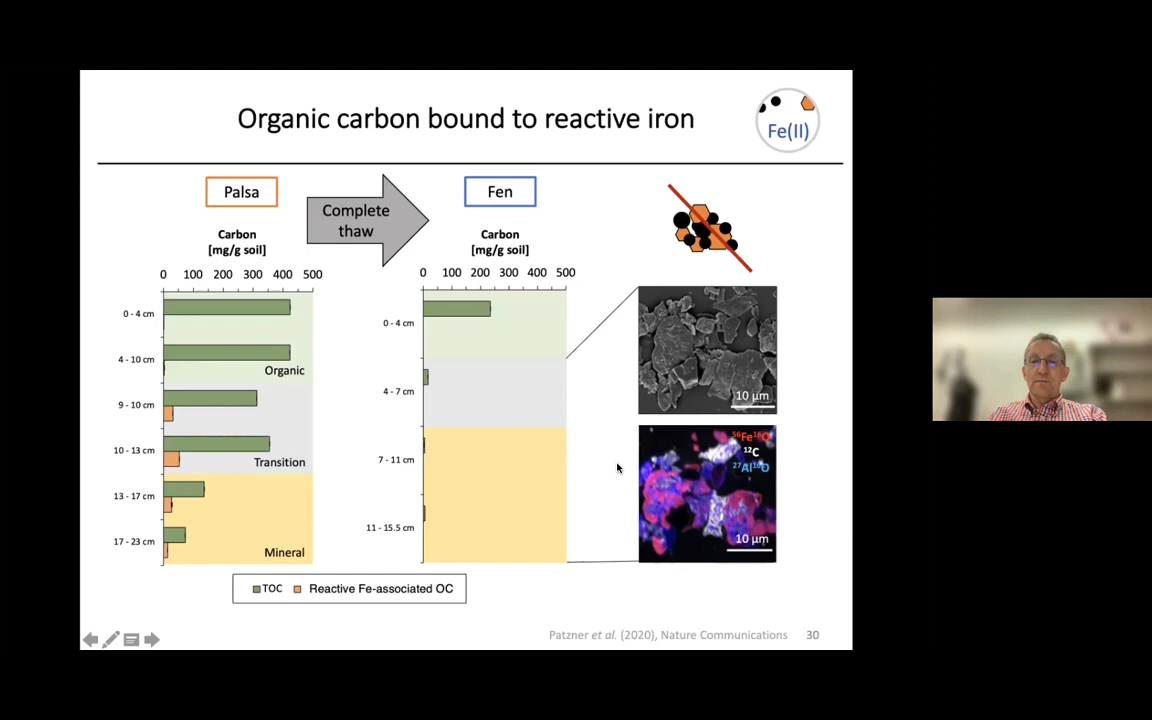 Organic carbon bound to reactive iron
Fe(II)
Palsa
Complete
thaw
Fen
Carbon
[mg/g soil]
0 100 200 300 400 500
0 - 4 cm
4 - 10 cm
Organic
9 - 10 cm
10 - 13 cm
Transition
13 - 17 cm
17 - 23 cm
Mineral
Carbon
[mg/g soil]
0 100 200 300 400 500
0 - 4 cm
4 - 7 cm
7 - 11 cm
11 - 15.5 cm
10 µm
⁵⁶Fe¹⁶O
¹²C
²⁷Al¹⁶O
10 µm
TOC Reactive Fe-associated OC
Patzner et al. (2020), Nature Communications 30